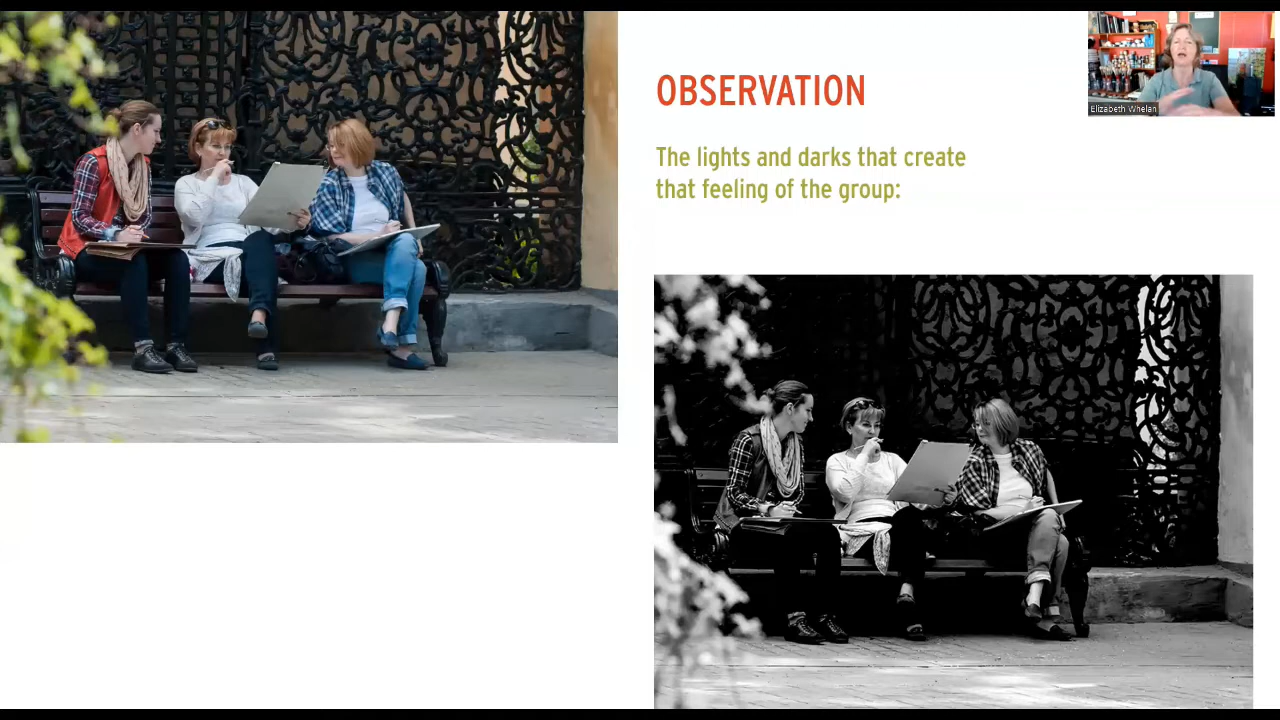 OBSERVATION
The lights and darks that create
that feeling of the group:
Elizabeth Whelan